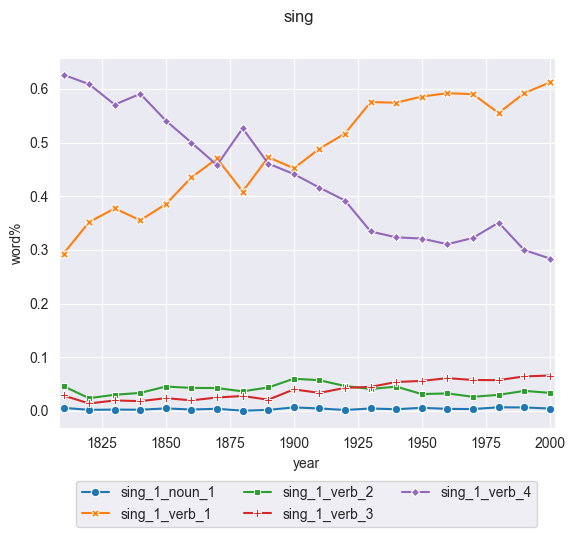 sing
0.6
0.5
0.4
0.3
0.2
0.1
0.0
word%
1825 1850 1875 1900 1925 1950 1975 2000
year
sing_1_noun_1 sing_1_verb_2 sing_1_verb_4
sing_1_verb_1 sing_1_verb_3